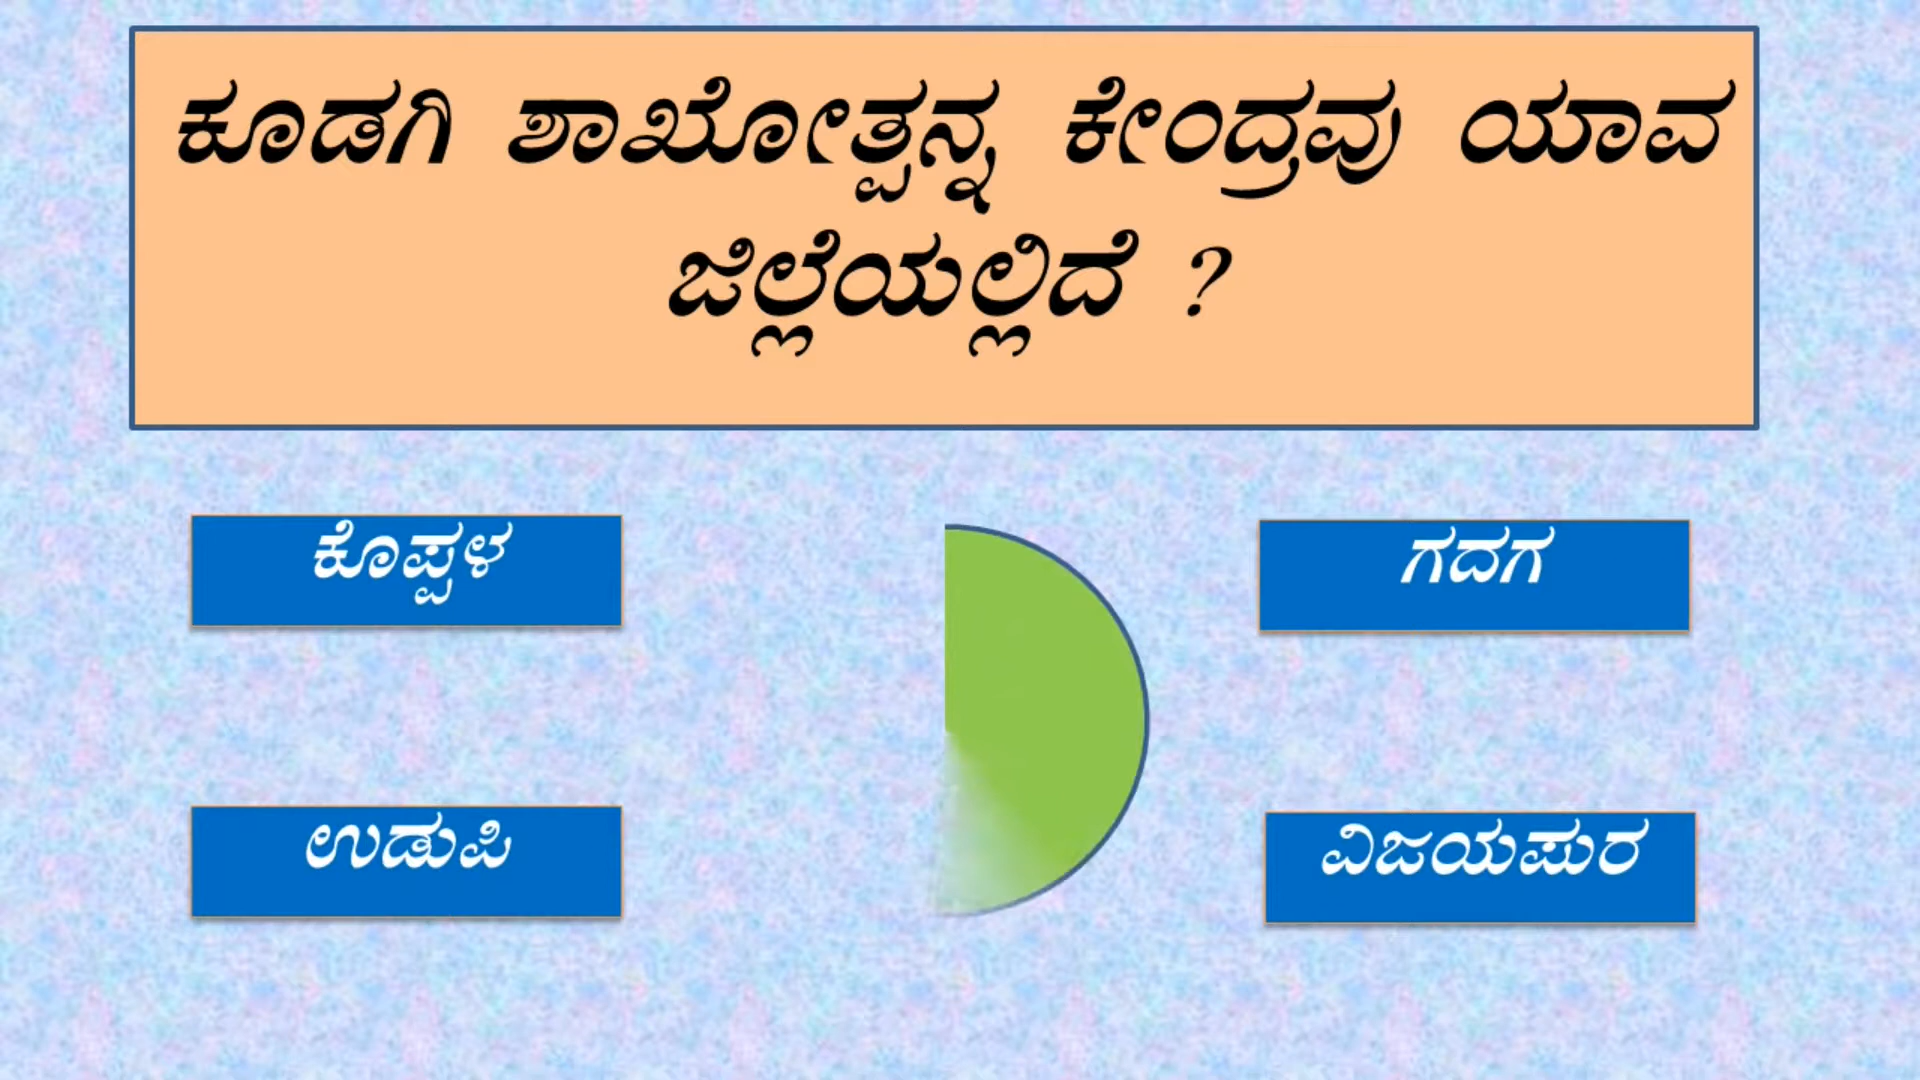 ಕೂಡಗಿ ಶಾಖೋತ್ಪನ್ನ ಕೇಂದ್ರವು ಯಾವ
ಜಿಲ್ಲೆಯಲ್ಲಿದೆ ?
ಕೊಪ್ಪಳ
ಗದಗ
ಉಡುಪಿ
ವಿಜಯಪುರ